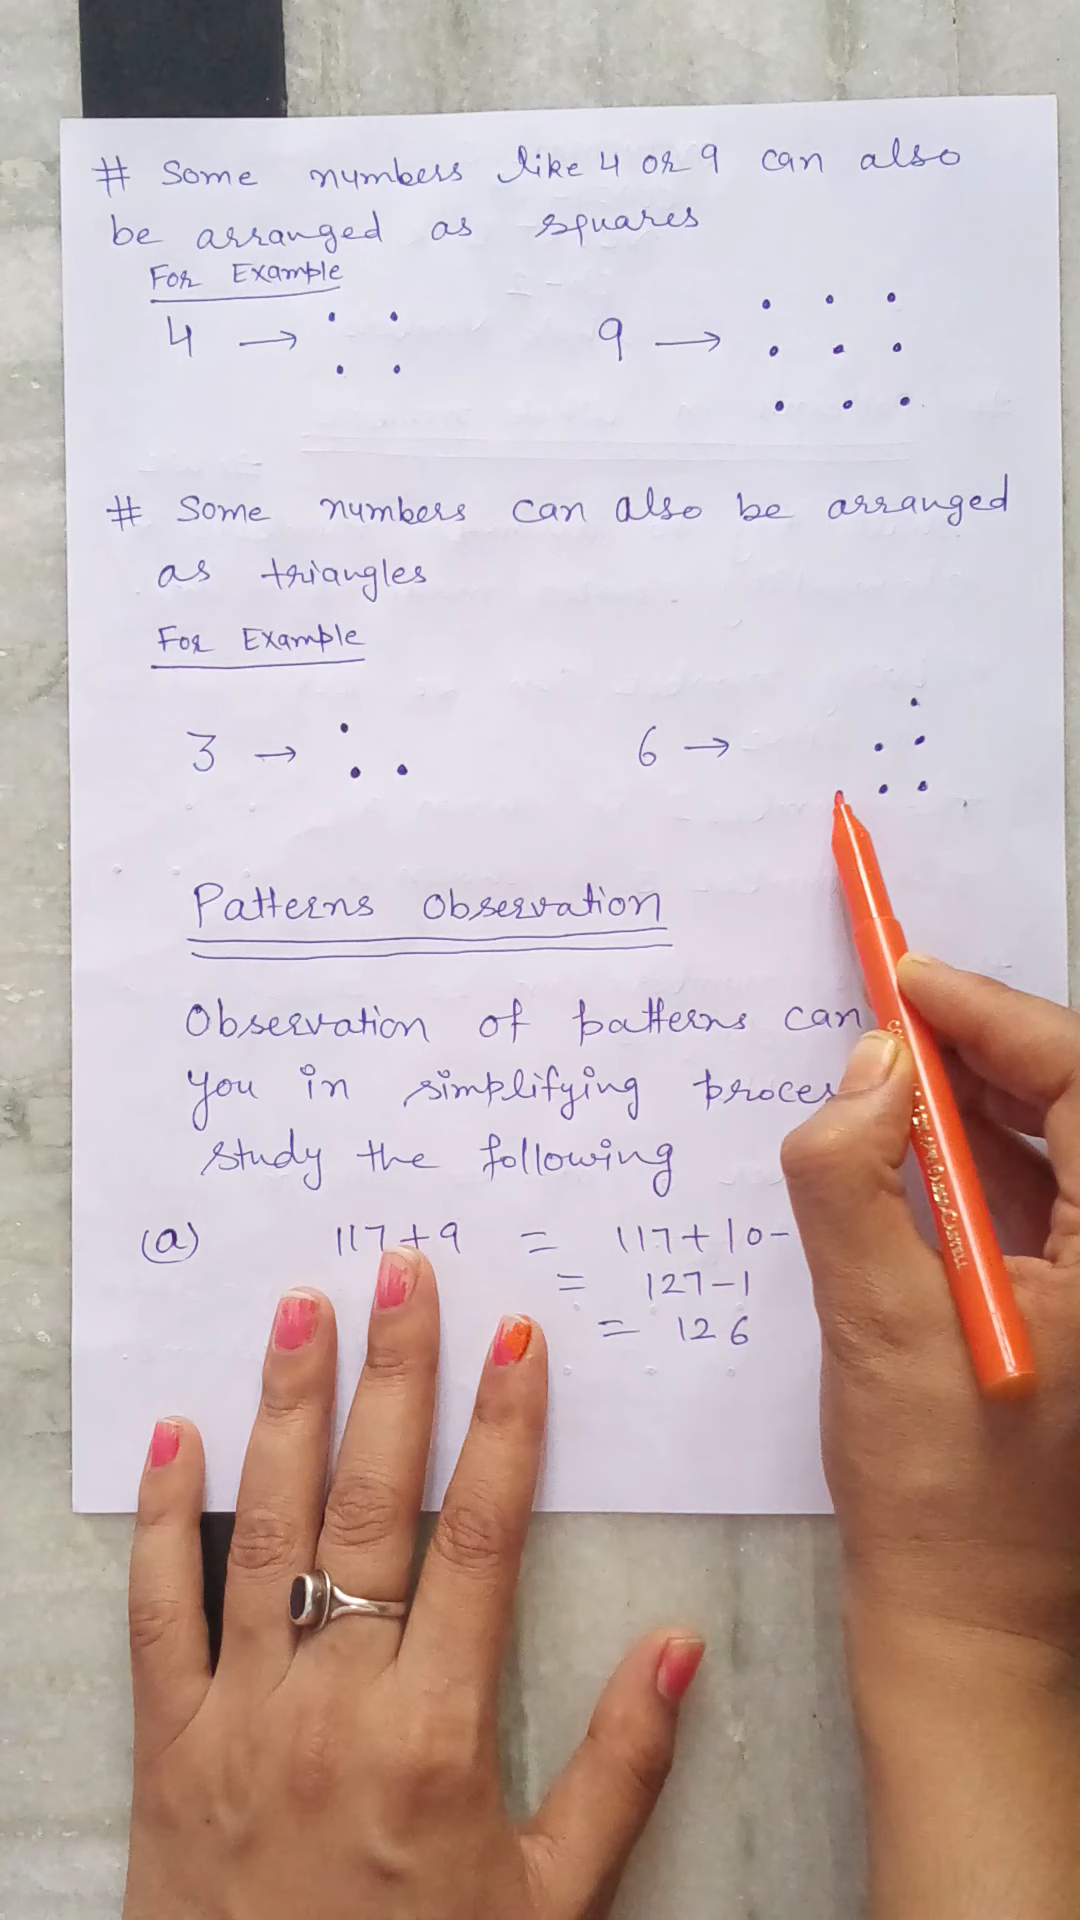 # Some numbers like 4 or 9 can also
be arranged as squares
For Example
4 → 9 →
# Some numbers can also be arranged
as triangles
For Example
3 → 6 →
Patterns Observation
Observation of patterns can
you in simplifying proces
study the following
(a) 117+9 = 117+10-
= 127-1
= 126